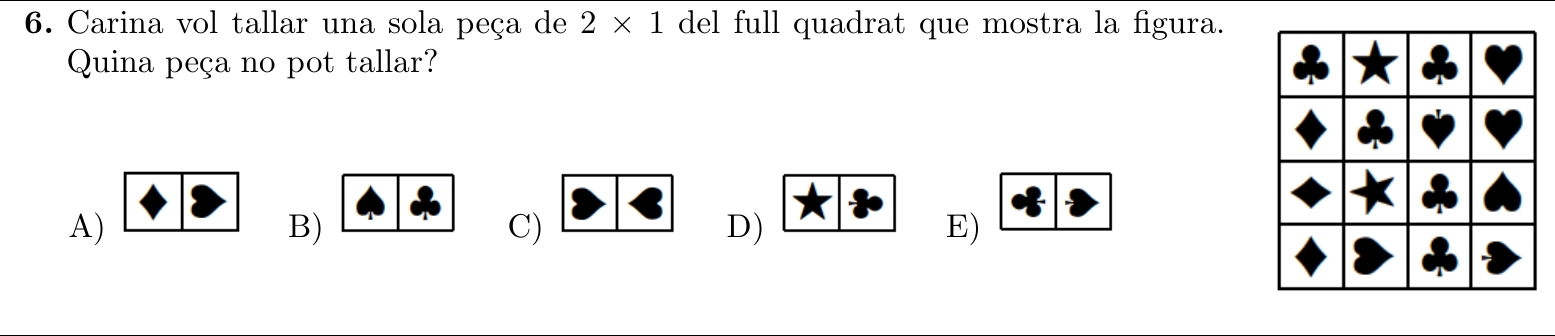 6. Carina vol tallar una sola peça de 2 × 1 del full quadrat que mostra la figura.
Quina peça no pot tallar?
A) B) C) D) E)